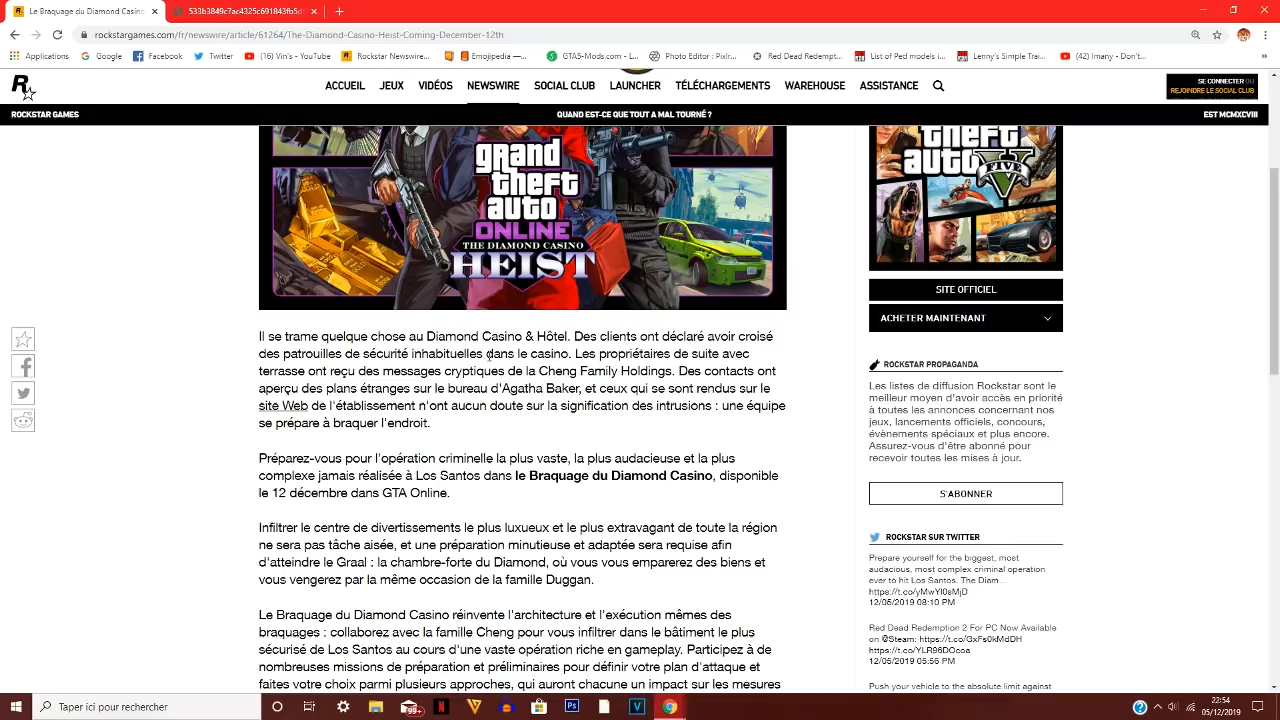 Le Braquage du Diamond Casino
533b3849c7ac4325c691843fb5d
rockstargames.com/fr/newswire/article/61264/The-Diamond-Casino-Heist-Coming-December-12th
Applications
Google
Facebook
Twitter
(16) Vin's - YouTube
Rockstar Newswire...
Emojipedia —...
GTA5-Mods.com - L...
Photo Editor : Pixlr...
Red Dead Redempt...
List of Ped models i...
Lenny's Simple Trai...
(42) Imany - Don't...
ACCUEIL JEUX VIDÉOS NEWSWIRE SOCIAL CLUB LAUNCHER TÉLÉCHARGEMENTS WAREHOUSE ASSISTANCE
SE CONNECTER OU
REJOINDRE LE SOCIAL CLUB
ROCKSTAR GAMES
QUAND EST-CE QUE TOUT A MAL TOURNÉ ?
EST MCMXCVIII
grand
theft
auto
ONLINE
THE DIAMOND CASINO
HEIST
Il se trame quelque chose au Diamond Casino & Hôtel. Des clients ont déclaré avoir croisé
des patrouilles de sécurité inhabituelles dans le casino. Les propriétaires de suite avec
terrasse ont reçu des messages cryptiques de la Cheng Family Holdings. Des contacts ont
aperçu des plans étranges sur le bureau d'Agatha Baker, et ceux qui se sont rendus sur le
site Web de l'établissement n'ont aucun doute sur la signification des intrusions : une équipe
se prépare à braquer l'endroit.
Préparez-vous pour l'opération criminelle la plus vaste, la plus audacieuse et la plus
complexe jamais réalisée à Los Santos dans le Braquage du Diamond Casino, disponible
le 12 décembre dans GTA Online.
Infiltrer le centre de divertissements le plus luxueux et le plus extravagant de toute la région
ne sera pas tâche aisée, et une préparation minutieuse et adaptée sera requise afin
d'atteindre le Graal : la chambre-forte du Diamond, où vous vous emparerez des biens et
vous vengerez par la même occasion de la famille Duggan.
Le Braquage du Diamond Casino réinvente l'architecture et l'exécution mêmes des
braquages : collaborez avec la famille Cheng pour vous infiltrer dans le bâtiment le plus
sécurisé de Los Santos au cours d'une vaste opération riche en gameplay. Participez à de
nombreuses missions de préparation et préliminaires pour définir votre plan d'attaque et
faites votre choix parmi plusieurs approches, qui auront chacune un impact sur les mesures
theft
auto
FIVE
SITE OFFICIEL
ACHETER MAINTENANT
ROCKSTAR PROPAGANDA
Les listes de diffusion Rockstar sont le
meilleur moyen d'avoir accès en priorité
à toutes les annonces concernant nos
jeux, lancements officiels, concours,
évènements spéciaux et plus encore.
Assurez-vous d'être abonné pour
recevoir toutes les mises à jour.
S'ABONNER
ROCKSTAR SUR TWITTER
Prepare yourself for the biggest, most
audacious, most complex criminal operation
ever to hit Los Santos. The Diam…
https://t.co/yMwYI0sMjD
12/05/2019 08:10 PM
Red Dead Redemption 2 For PC Now Available
on @Steam: https://t.co/GxFs0kMdDH
https://t.co/YLR96DOcoa
12/05/2019 05:56 PM
Push your vehicle to the absolute limit against
Taper ici pour rechercher
99+
22:54
05/12/2019